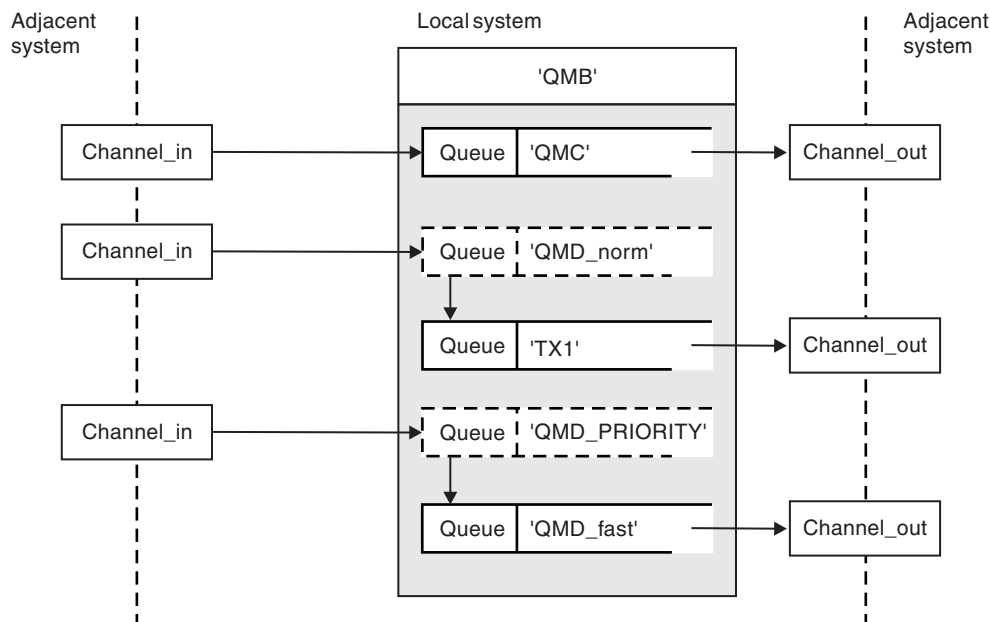 Adjacent
system
Local system
Adjacent
system
'QMB'
Channel_in
Queue 'QMC'
Channel_out
Channel_in
Queue 'QMD_norm'
Queue 'TX1'
Channel_out
Channel_in
Queue 'QMD_PRIORITY'
Queue 'QMD_fast'
Channel_out